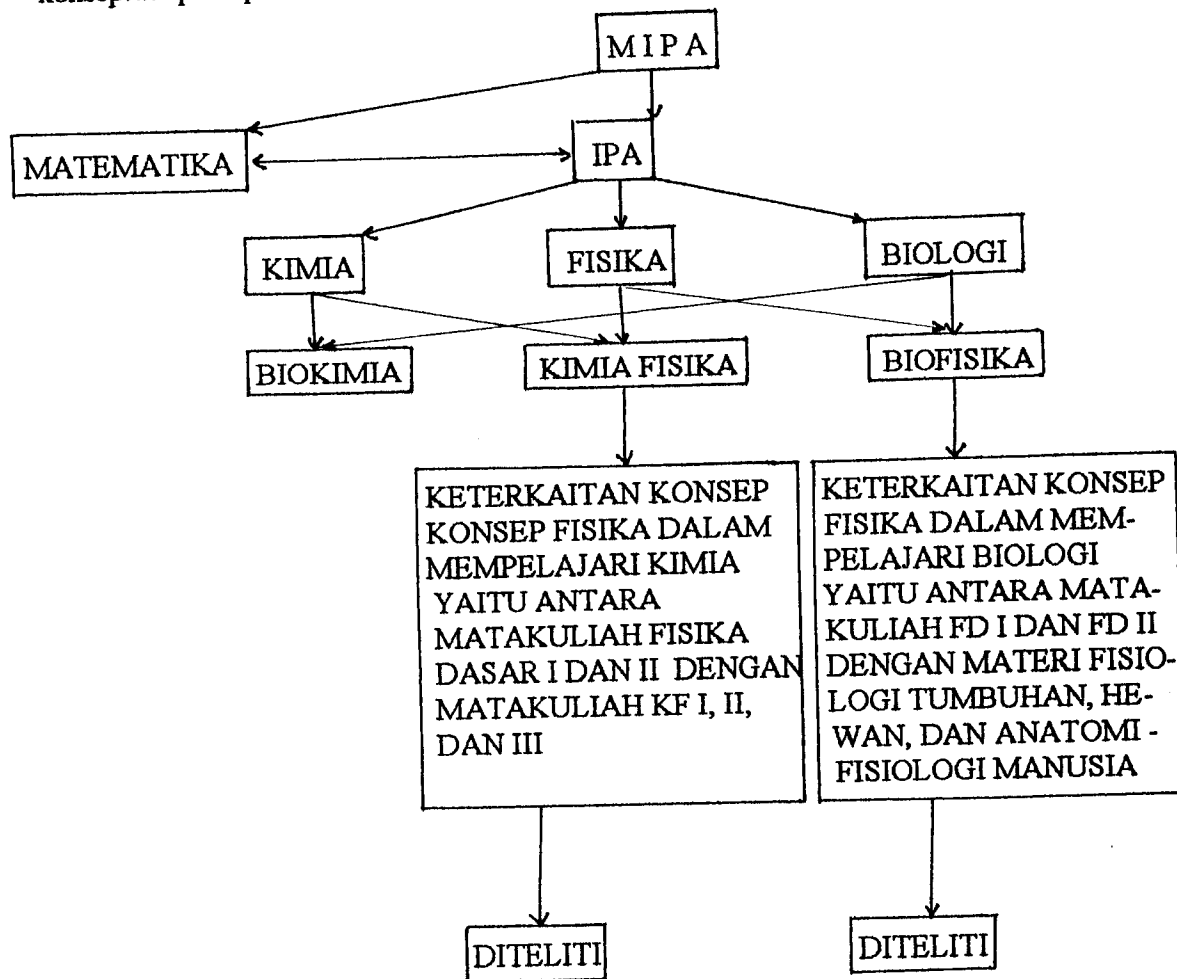 M I P A
MATEMATIKA
IPA
KIMIA
FISIKA
BIOLOGI
BIOKIMIA
KIMIA FISIKA
BIOFISIKA
KETERKAITAN KONSEP
KONSEP FISIKA DALAM
MEMPELAJARI KIMIA
YAITU ANTARA
MATAKULIAH FISIKA
DASAR I DAN II DENGAN
MATAKULIAH KF I, II,
DAN III
KETERKAITAN KONSEP
FISIKA DALAM MEM-
PELAJARI BIOLOGI
YAITU ANTARA MATA-
KULIAH FD I DAN FD II
DENGAN MATERI FISIO-
LOGI TUMBUHAN, HE-
WAN, DAN ANATOMI -
FISIOLOGI MANUSIA
DITELITI
DITELITI